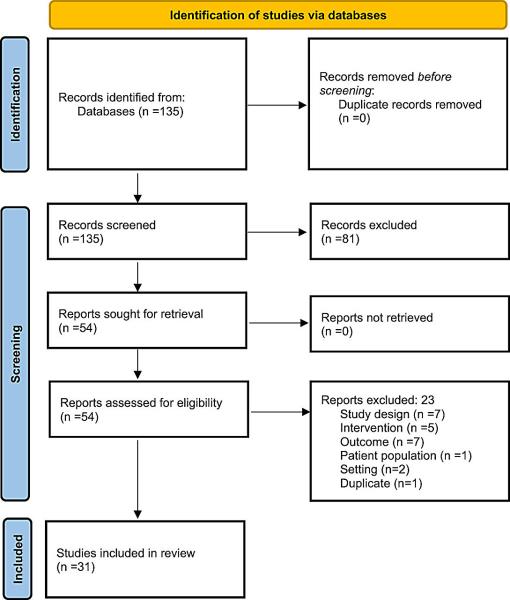 Identification of studies via databases
Identification
Records identified from:
Databases (n =135)
Records removed before
screening:
Duplicate records removed
(n =0)
Screening
Records screened
(n =135)
Records excluded
(n =81)
Reports sought for retrieval
(n =54)
Reports not retrieved
(n =0)
Reports assessed for eligibility
(n =54)
Reports excluded: 23
Study design (n =7)
Intervention (n =5)
Outcome (n =7)
Patient population (n =1)
Setting (n=2)
Duplicate (n=1)
Included
Studies included in review
(n =31)